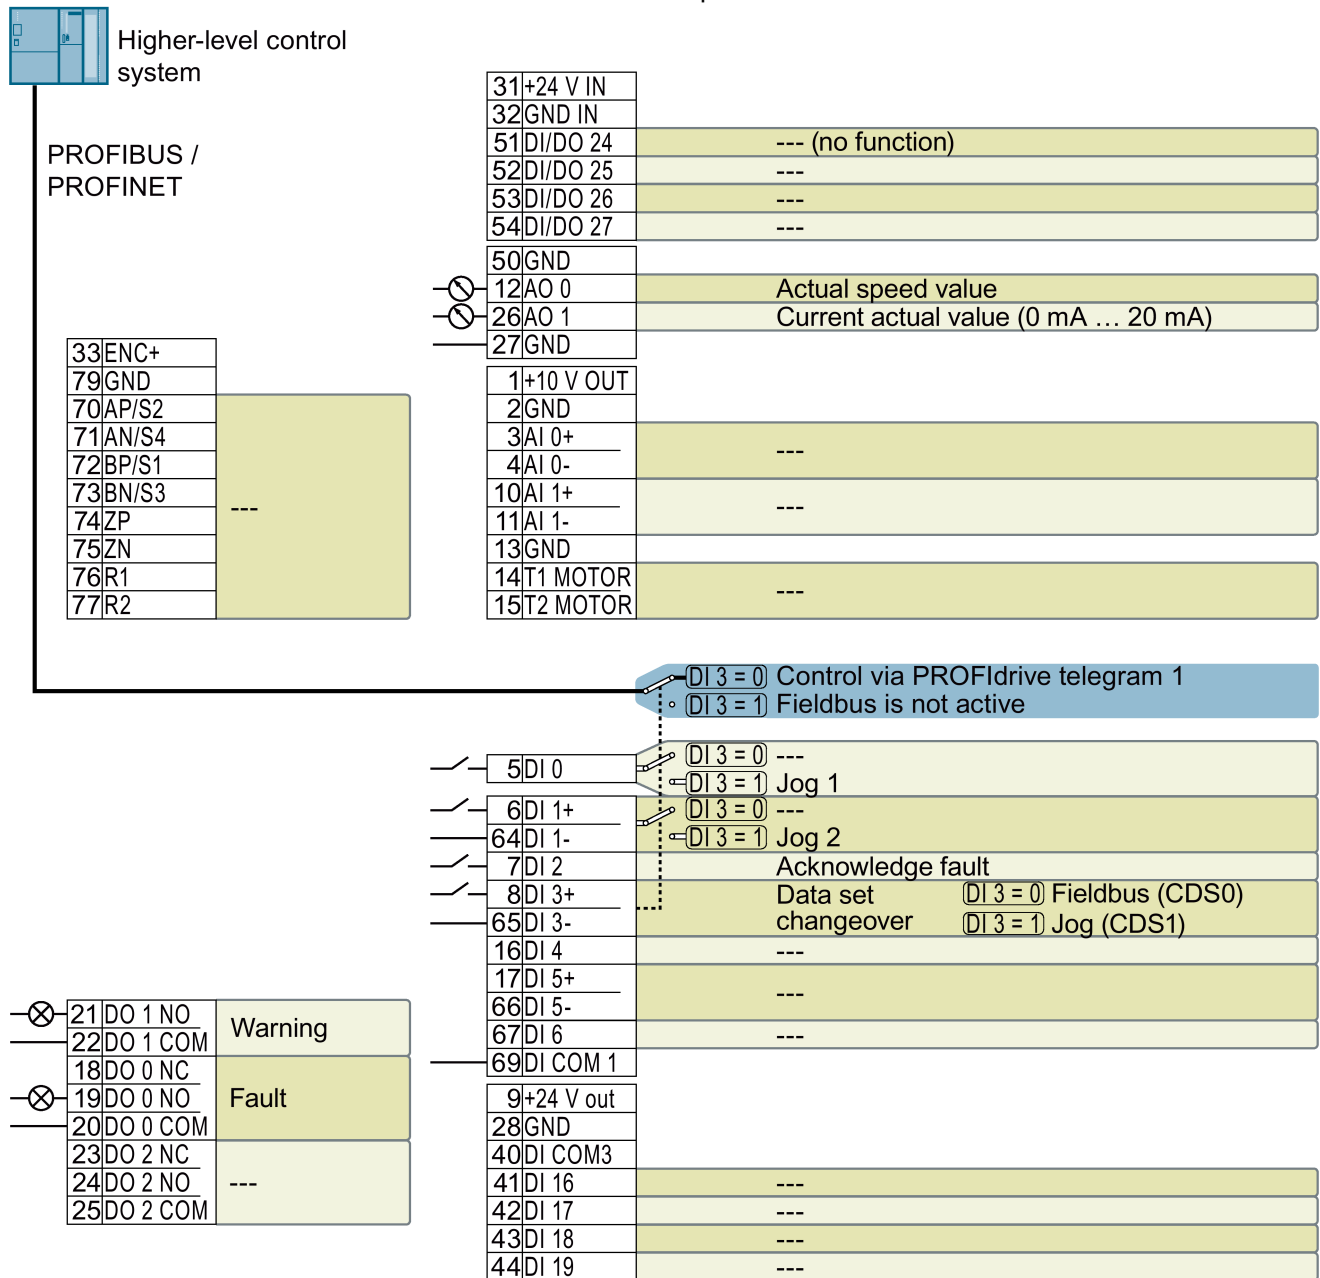 Higher-level control
system
PROFIBUS /
PROFINET
31 +24 V IN
32 GND IN
51 DI/DO 24 --- (no function)
52 DI/DO 25 ---
53 DI/DO 26 ---
54 DI/DO 27 ---
50 GND
12 AO 0 Actual speed value
26 AO 1 Current actual value (0 mA … 20 mA)
27 GND
33 ENC+
79 GND
70 AP/S2
71 AN/S4
72 BP/S1
73 BN/S3
---
74 ZP
75 ZN
76 R1
77 R2
1 +10 V OUT
2 GND
3 AI 0+
---
4 AI 0-
10 AI 1+
---
11 AI 1-
13 GND
14 T1 MOTOR
---
15 T2 MOTOR
DI 3 = 0 Control via PROFIdrive telegram 1
DI 3 = 1 Fieldbus is not active
DI 3 = 0 ---
5 DI 0
DI 3 = 1 Jog 1
6 DI 1+ DI 3 = 0 ---
64 DI 1- DI 3 = 1 Jog 2
7 DI 2 Acknowledge fault
8 DI 3+ Data set DI 3 = 0 Fieldbus (CDS0)
65 DI 3- changeover DI 3 = 1 Jog (CDS1)
16 DI 4 ---
17 DI 5+
---
66 DI 5-
67 DI 6 ---
69 DI COM 1
21 DO 1 NO
Warning
22 DO 1 COM
18 DO 0 NC
19 DO 0 NO Fault
20 DO 0 COM
23 DO 2 NC
24 DO 2 NO ---
25 DO 2 COM
9 +24 V out
28 GND
40 DI COM3
41 DI 16 ---
42 DI 17 ---
43 DI 18 ---
44 DI 19 ---